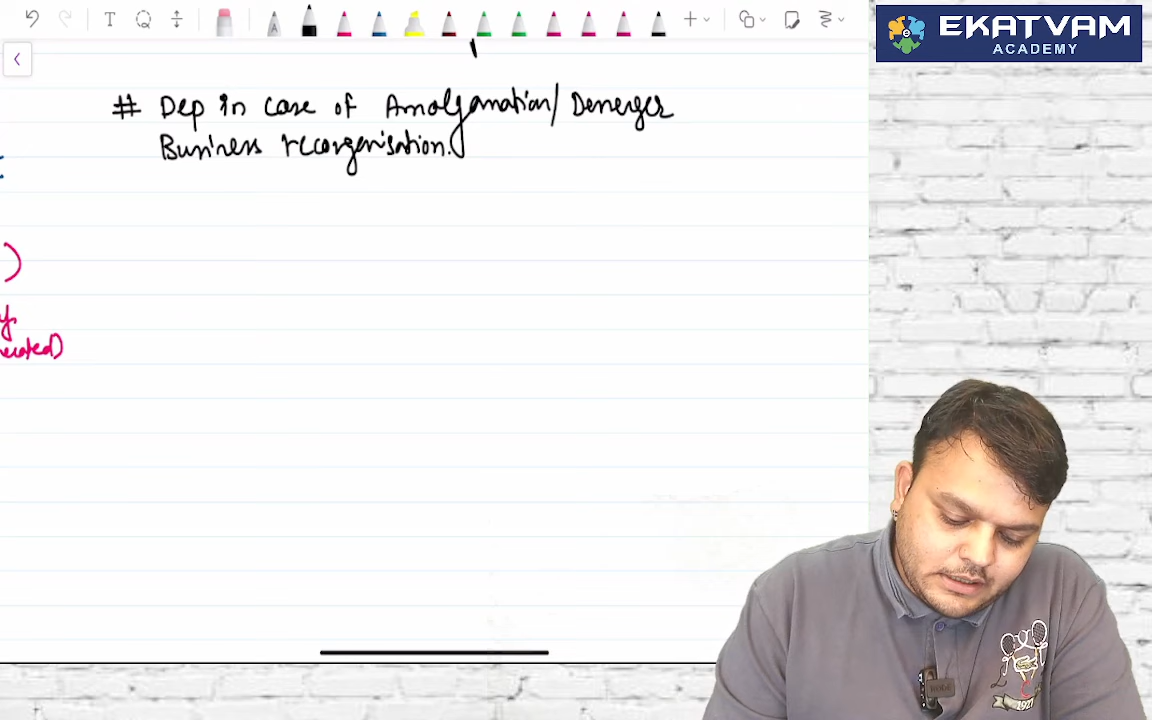 EKATVAM
ACADEMY
# Dep in case of Amalgamation/Demerger
Business reorganisation.